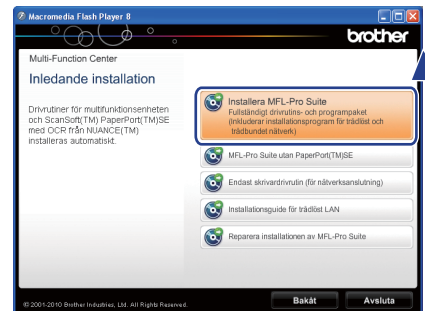 Macromedia Flash Player 8
brother
Multi-Function Center
Inledande installation
Drivrutiner för multifunktionsenheten
och ScanSoft(TM) PaperPort(TM)SE
med OCR från NUANCE(TM)
installeras automatiskt.
Installera MFL-Pro Suite
Fullständigt drivrutins- och programpaket
(Inkluderar installationsprogram för trådlöst och
trådbundet nätverk)
MFL-Pro Suite utan PaperPort(TM)SE
Endast skrivardrivrutin (för nätverksanslutning)
Installationsguide för trådlöst LAN
Reparera installationen av MFL-Pro Suite
© 2001-2010 Brother Industries, Ltd. All Rights Reserved.
Bakåt
Avsluta